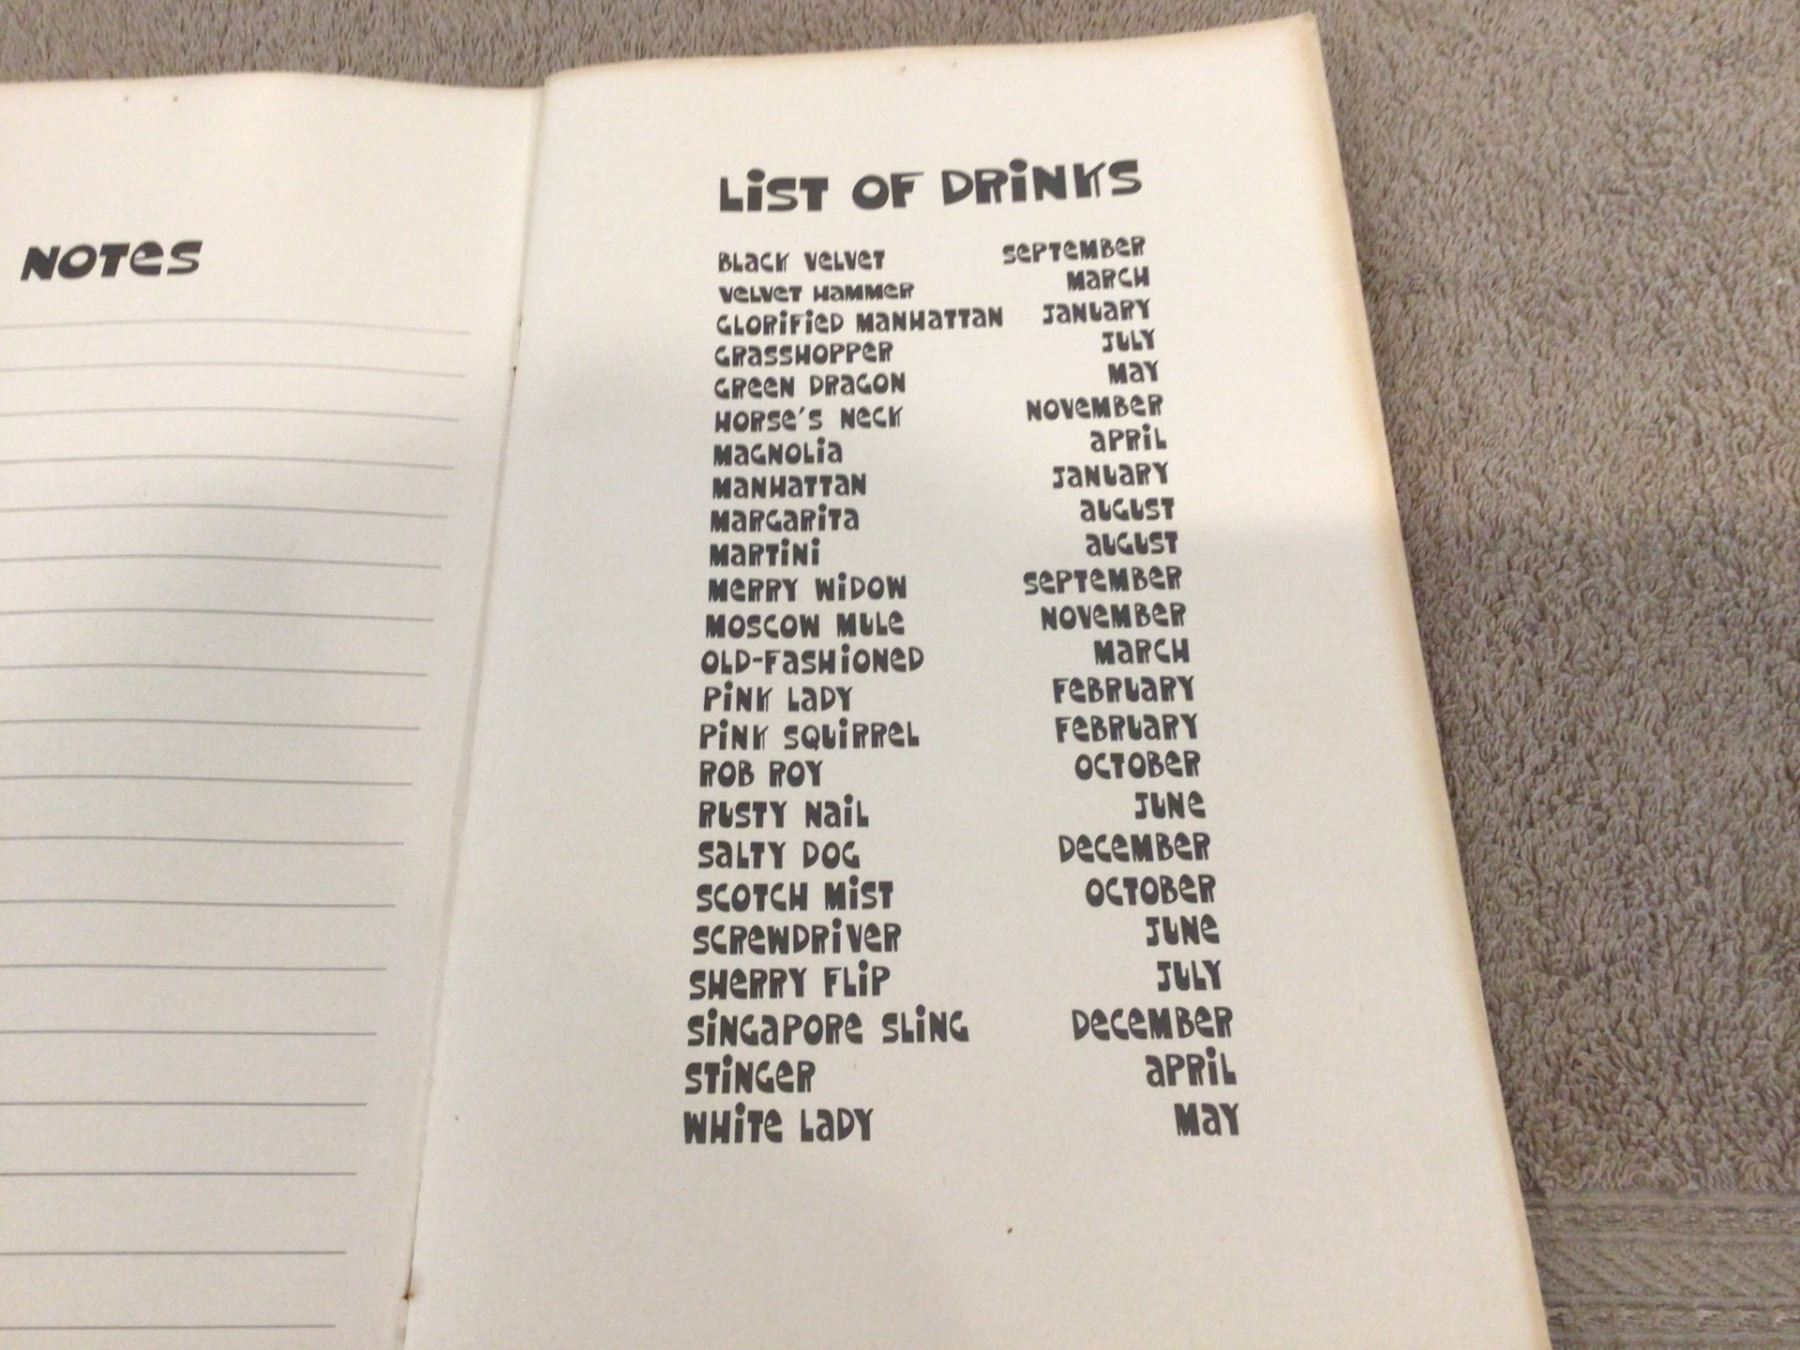 NOTES
LIST OF DRINKS
BLACK VELVET SEPTEMBER
VELVET HAMMER MARCH
GLORIFIED MANHATTAN JANUARY
GRASSHOPPER JULY
GREEN DRAGON MAY
HORSE'S NECK NOVEMBER
MAGNOLIA APRIL
MANHATTAN JANUARY
MARGARITA AUGUST
MARTINI AUGUST
MERRY WIDOW SEPTEMBER
MOSCOW MULE NOVEMBER
OLD-FASHIONED MARCH
PINK LADY FEBRUARY
PINK SQUIRREL FEBRUARY
ROB ROY OCTOBER
RUSTY NAIL JUNE
SALTY DOG DECEMBER
SCOTCH MIST OCTOBER
SCREWDRIVER JUNE
SHERRY FLIP JULY
SINGAPORE SLING DECEMBER
STINGER APRIL
WHITE LADY MAY